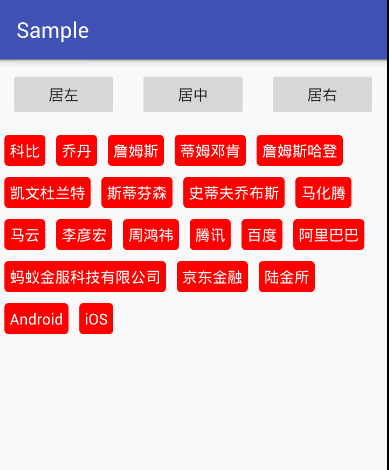 Sample
居左 居中 居右
科比 乔丹 詹姆斯 蒂姆邓肯 詹姆斯哈登
凯文杜兰特 斯蒂芬森 史蒂夫乔布斯 马化腾
马云 李彦宏 周鸿祎 腾讯 百度 阿里巴巴
蚂蚁金服科技有限公司 京东金融 陆金所
Android iOS